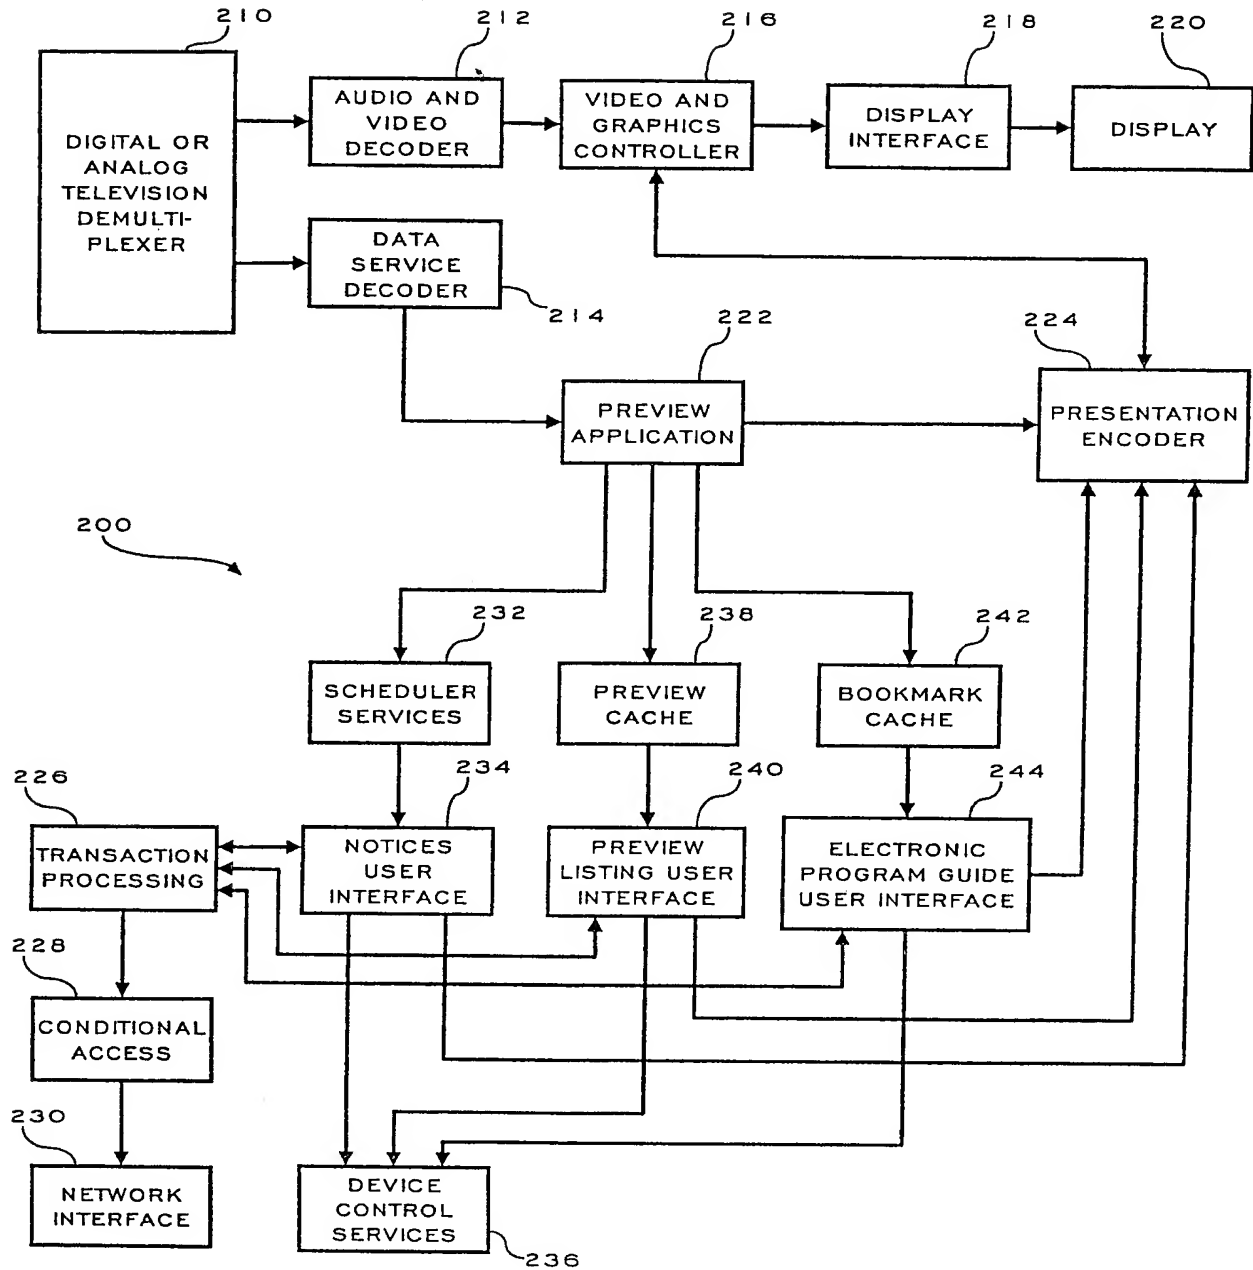 210
212
216
218
220
DIGITAL OR
ANALOG
TELEVISION
DEMULTI-
PLEXER
AUDIO AND
VIDEO
DECODER
VIDEO AND
GRAPHICS
CONTROLLER
DISPLAY
INTERFACE
DISPLAY
DATA
SERVICE
DECODER
214
222
224
PREVIEW
APPLICATION
PRESENTATION
ENCODER
200
232
238
242
SCHEDULER
SERVICES
PREVIEW
CACHE
BOOKMARK
CACHE
226
234
240
244
TRANSACTION
PROCESSING
NOTICES
USER
INTERFACE
PREVIEW
LISTING USER
INTERFACE
ELECTRONIC
PROGRAM GUIDE
USER INTERFACE
228
CONDITIONAL
ACCESS
230
NETWORK
INTERFACE
DEVICE
CONTROL
SERVICES
236